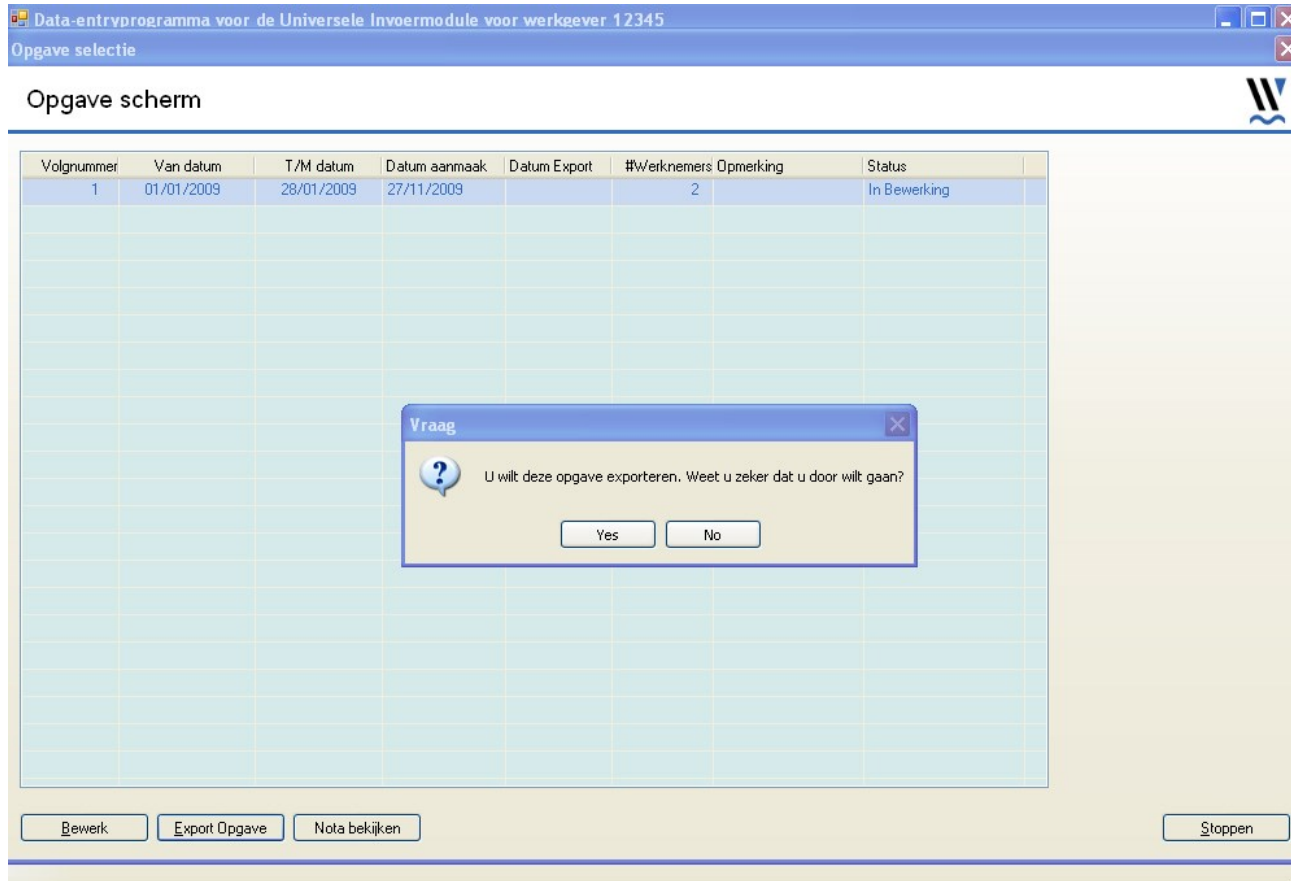 Data-entryprogramma voor de Universele Invoermodule voor werkgever 12345
Opgave selectie
Opgave scherm
Volgnummer Van datum T/M datum Datum aanmaak Datum Export #Werknemers Opmerking Status
1 01/01/2009 28/01/2009 27/11/2009 2 In Bewerking
Vraag
U wilt deze opgave exporteren. Weet u zeker dat u door wilt gaan?
Yes No
Bewerk Export Opgave Nota bekijken Stoppen